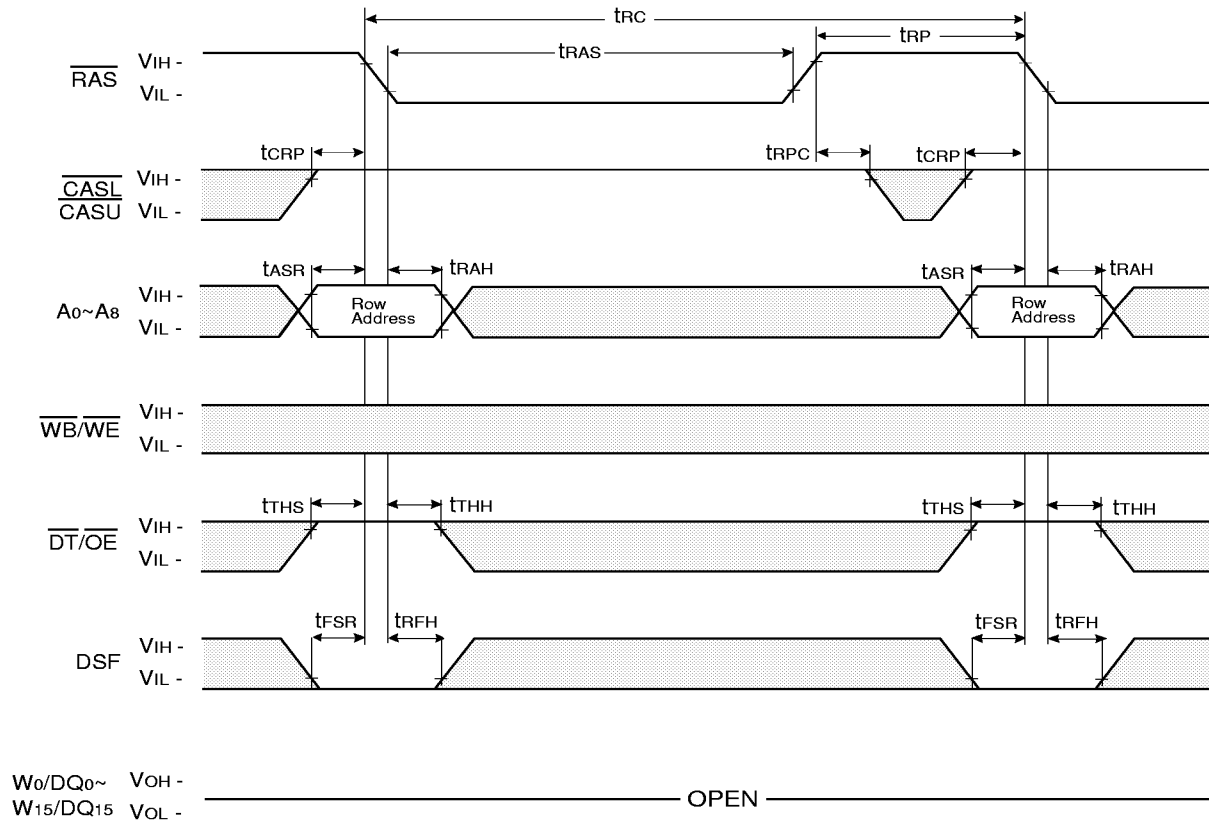 tRC
tRP
tRAS
RAS
VIH -
VIL -
tCRP
tRPC
tCRP
CASL
CASU
VIH -
VIL -
tASR
tRAH
tASR
tRAH
A0~A8
VIH -
VIL -
Row
Address
Row
Address
WB/WE
VIH -
VIL -
tTHS
tTHH
tTHS
tTHH
DT/OE
VIH -
VIL -
tFSR
tRFH
tFSR
tRFH
DSF
VIH -
VIL -
W0/DQ0~
W15/DQ15
VOH -
VOL -
OPEN